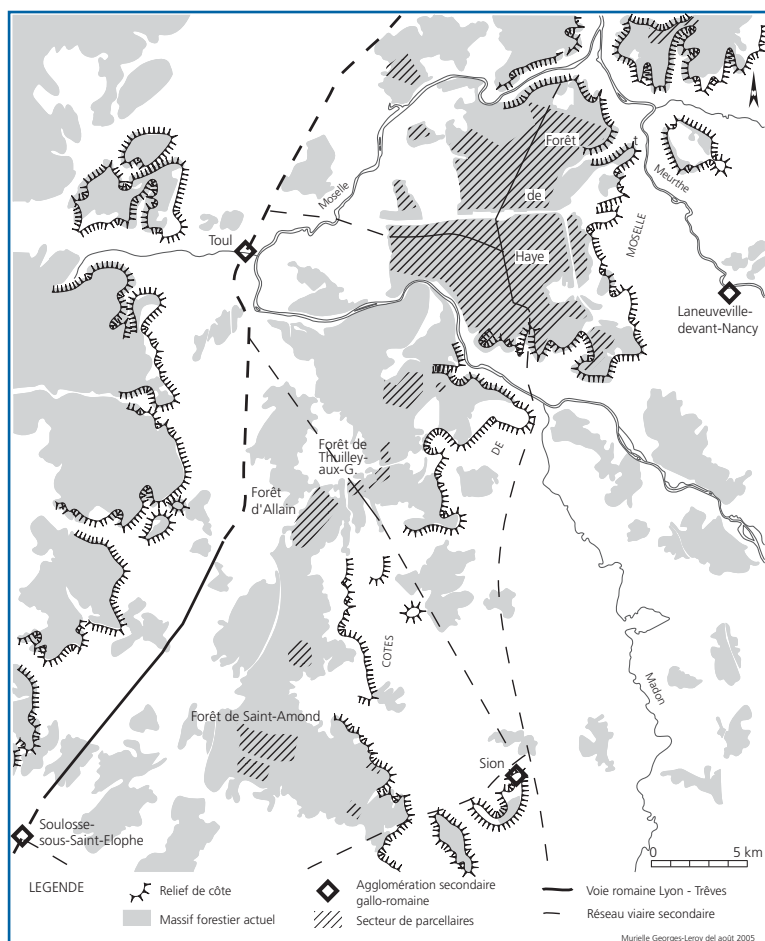 Forêt
de
Haye
Moselle
Meurthe
MOSELLE
Toul
Laneuveville-
devant-Nancy
Forêt de
Thuilley-
aux-G.
DE
Forêt
d'Allain
COTES
Madon
Forêt de Saint-Amond
Sion
Soulosse-
sous-Saint-Elophe
0 5 km
LEGENDE
Relief de côte
Massif forestier actuel
Agglomération secondaire
gallo-romaine
Secteur de parcellaires
Voie romaine Lyon - Trêves
Réseau viaire secondaire
Murielle Georges-Leroy del août 2005